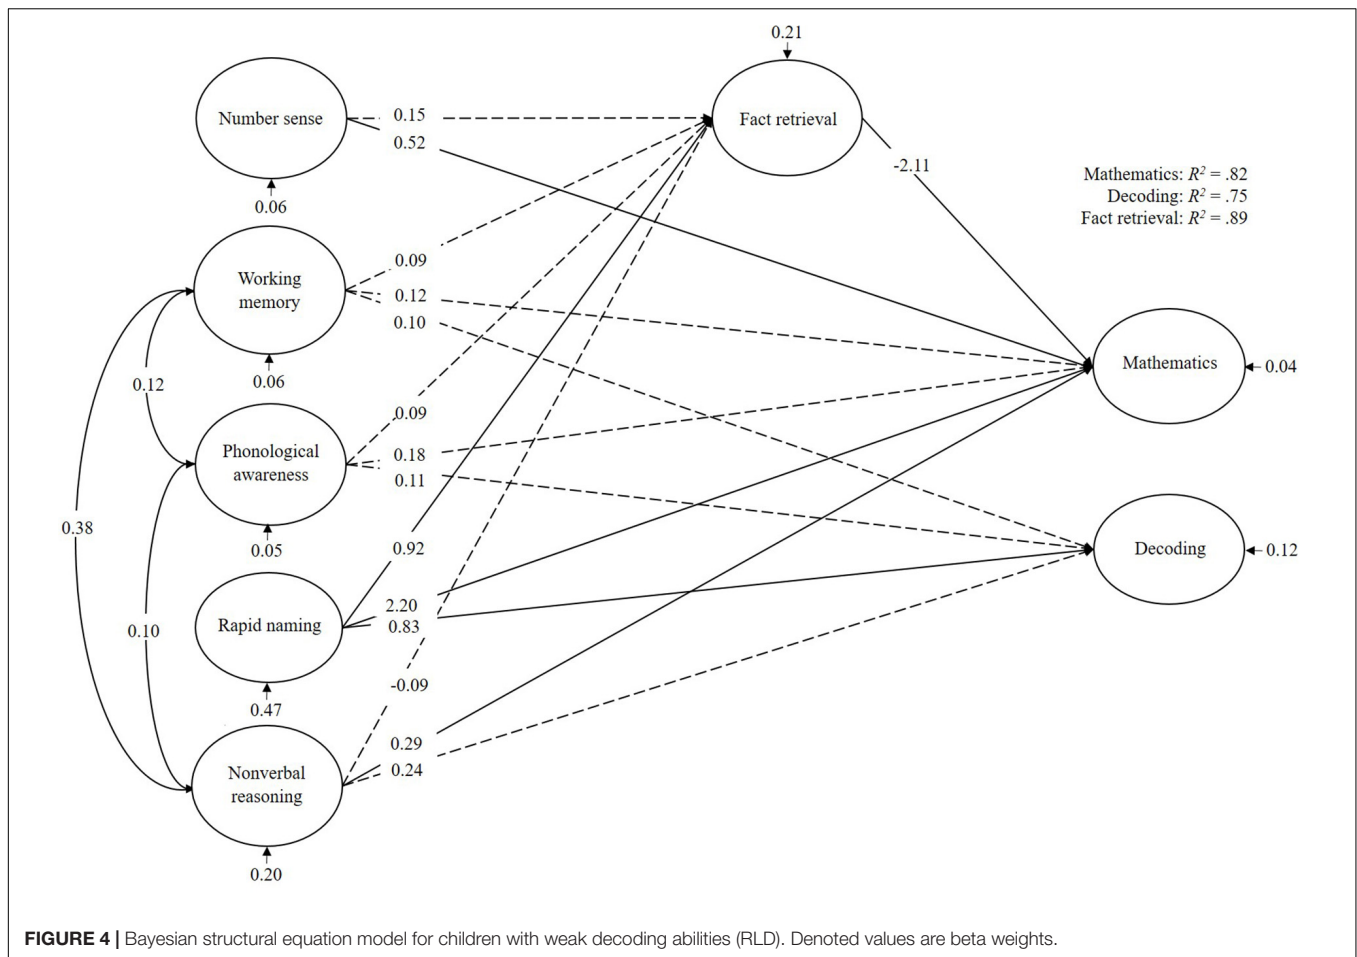 0.21
Number sense
0.15
0.52
Fact retrieval
-2.11
Mathematics: R² = .82
Decoding: R² = .75
Fact retrieval: R² = .89
0.06
Working
memory
0.09
0.12
0.10
0.06
0.12
Mathematics
0.04
Phonological
awareness
0.09
0.18
0.11
0.05
0.38
0.92
Decoding
0.12
Rapid naming
2.20
0.83
0.10
0.47
-0.09
Nonverbal
reasoning
0.29
0.24
0.20
FIGURE 4 | Bayesian structural equation model for children with weak decoding abilities (RLD). Denoted values are beta weights.